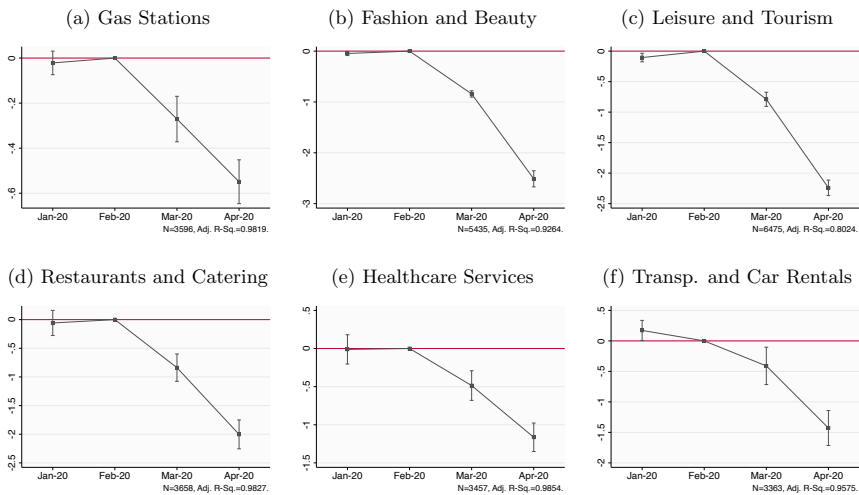 (a) Gas Stations
0
-.2
-.4
-.6
Jan-20 Feb-20 Mar-20 Apr-20
N=3596, Adj. R-Sq.=0.9819.
(b) Fashion and Beauty
0
-1
-2
-3
Jan-20 Feb-20 Mar-20 Apr-20
N=5435, Adj. R-Sq.=0.9264.
(c) Leisure and Tourism
0
-.5
-1
-1.5
-2
-2.5
Jan-20 Feb-20 Mar-20 Apr-20
N=6475, Adj. R-Sq.=0.8024.
(d) Restaurants and Catering
0
-.5
-1
-1.5
-2
-2.5
Jan-20 Feb-20 Mar-20 Apr-20
N=3658, Adj. R-Sq.=0.9827.
(e) Healthcare Services
.5
0
-.5
-1
-1.5
Jan-20 Feb-20 Mar-20 Apr-20
N=3457, Adj. R-Sq.=0.9854.
(f) Transp. and Car Rentals
.5
0
-.5
-1
-1.5
-2
Jan-20 Feb-20 Mar-20 Apr-20
N=3363, Adj. R-Sq.=0.9575.